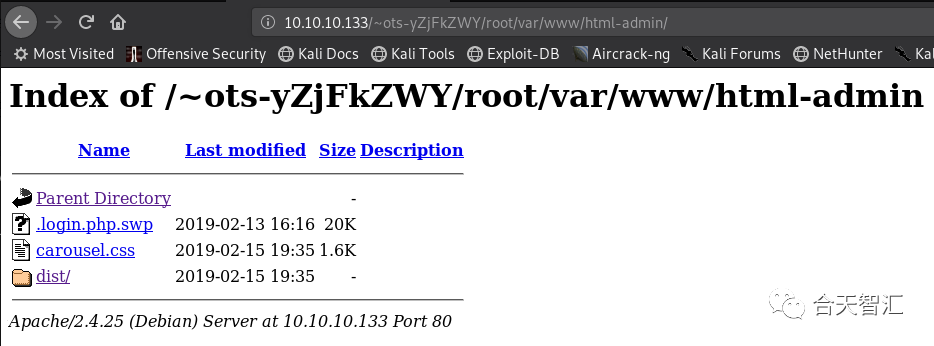 10.10.10.133/~ots-yZjFkZWY/root/var/www/html-admin/
Most Visited Offensive Security Kali Docs Kali Tools Exploit-DB Aircrack-ng Kali Forums NetHunter Ka
Index of /~ots-yZjFkZWY/root/var/www/html-admin
Name Last modified Size Description
Parent Directory -
.login.php.swp 2019-02-13 16:16 20K
carousel.css 2019-02-15 19:35 1.6K
dist/ 2019-02-15 19:35 -
Apache/2.4.25 (Debian) Server at 10.10.10.133 Port 80
合天智汇